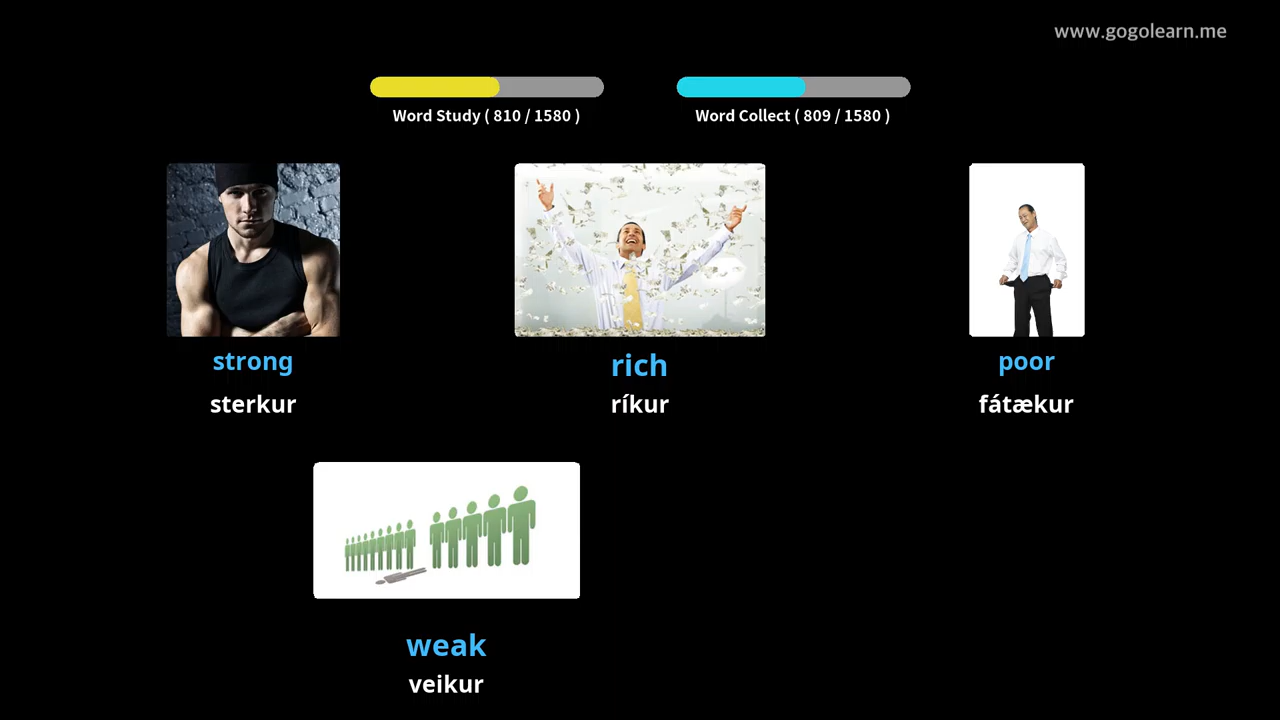 www.gogolearn.me
Word Study ( 810 / 1580 )
Word Collect ( 809 / 1580 )
strong
sterkur
rich
ríkur
poor
fátækur
weak
veikur